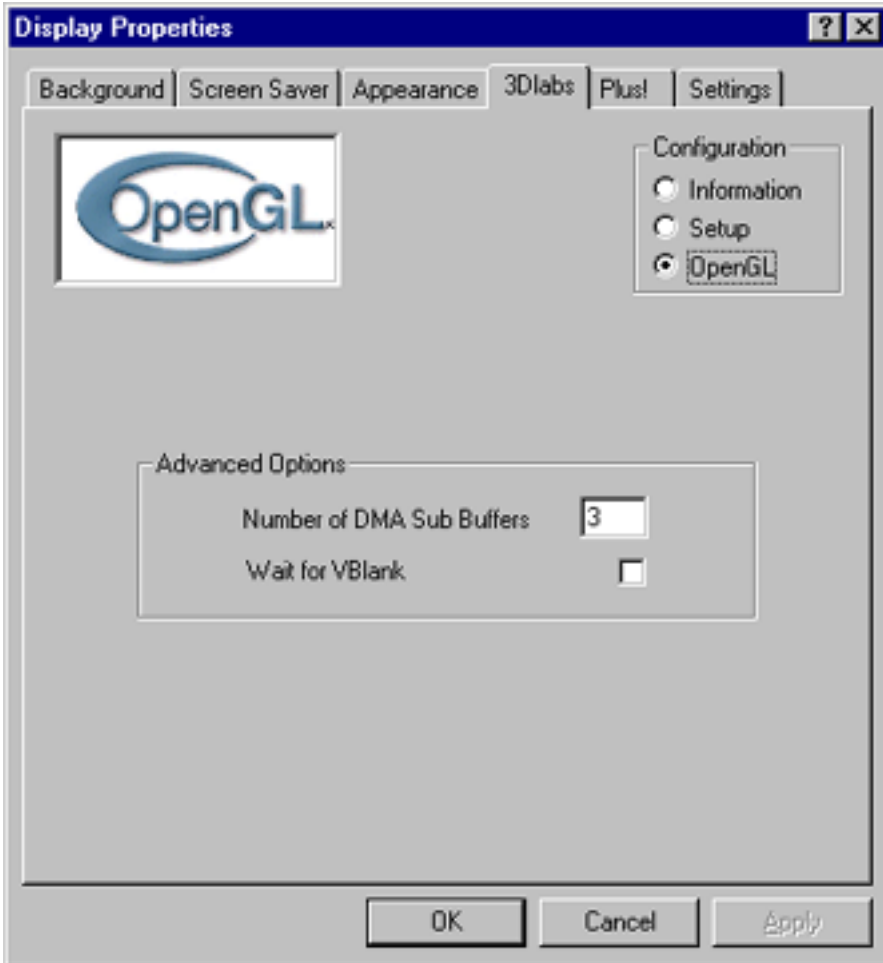 Display Properties
Background Screen Saver Appearance 3Dlabs Plus! Settings
OpenGL
Configuration
Information
Setup
OpenGL
Advanced Options
Number of DMA Sub Buffers 3
Wait for VBlank
OK Cancel Apply